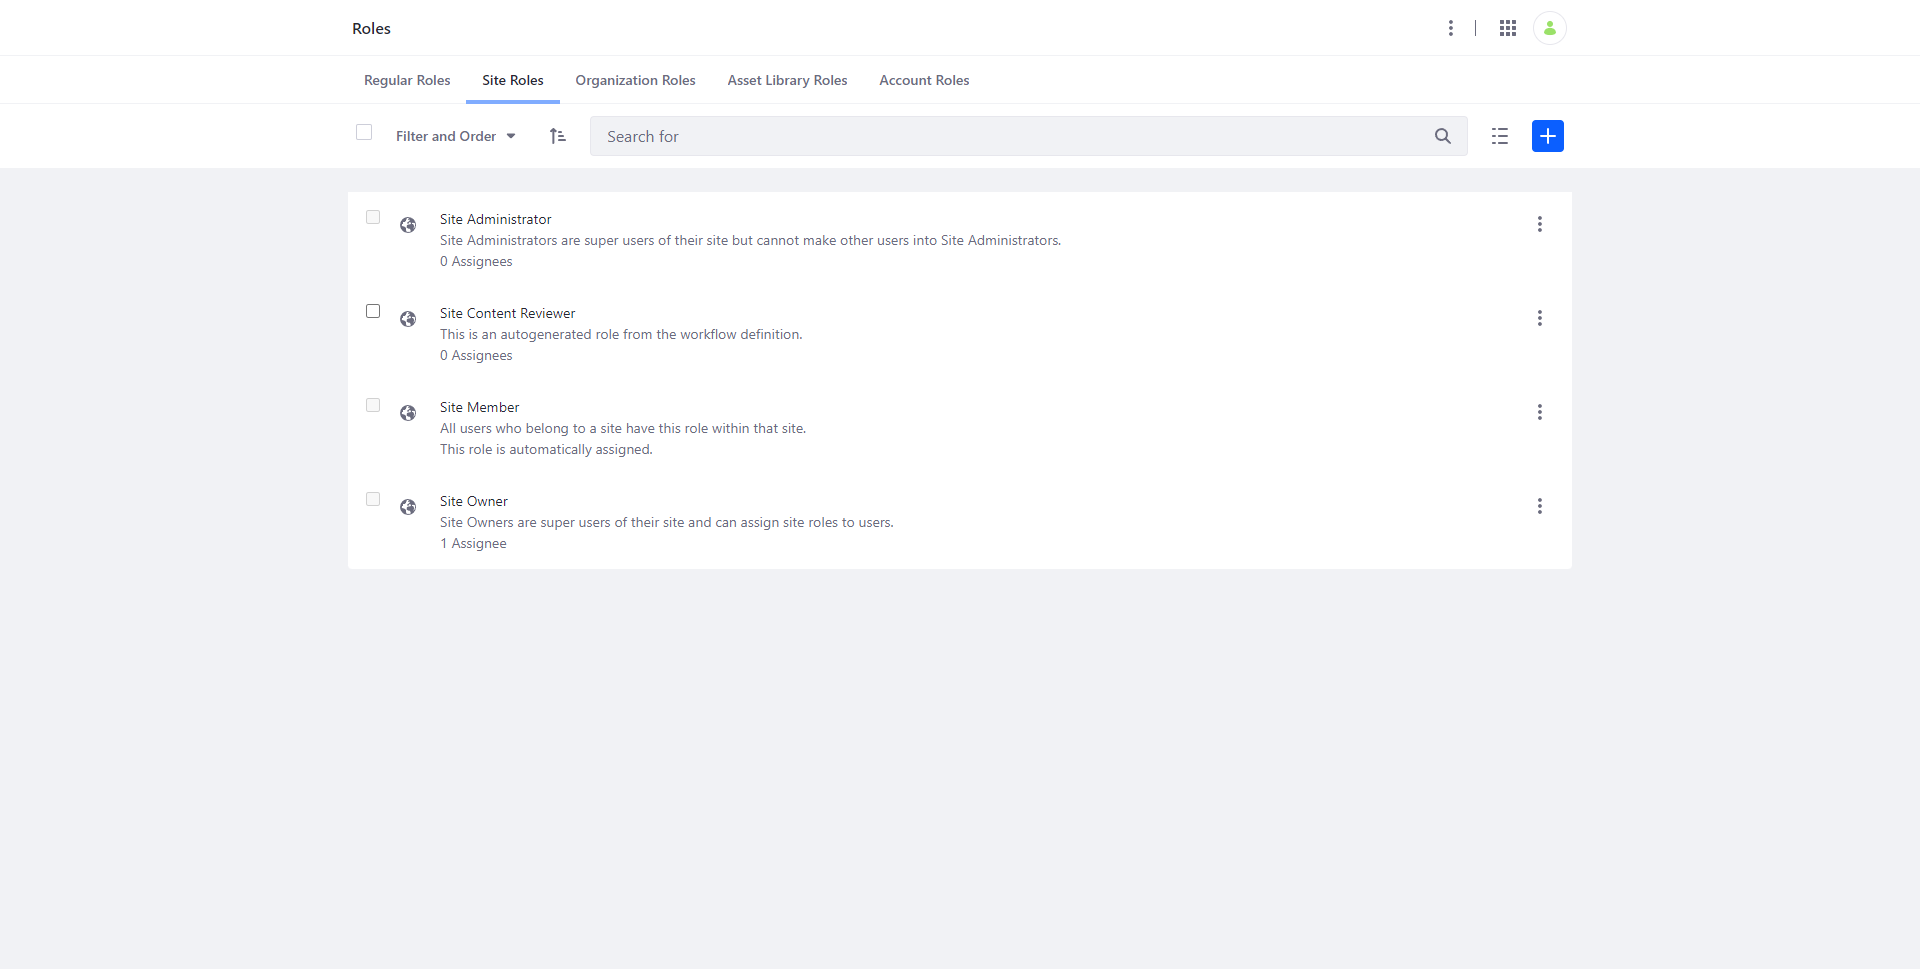 Roles
Regular Roles
Site Roles
Organization Roles
Asset Library Roles
Account Roles
Filter and Order
Search for
Site Administrator
Site Administrators are super users of their site but cannot make other users into Site Administrators.
0 Assignees
Site Content Reviewer
This is an autogenerated role from the workflow definition.
0 Assignees
Site Member
All users who belong to a site have this role within that site.
This role is automatically assigned.
Site Owner
Site Owners are super users of their site and can assign site roles to users.
1 Assignee